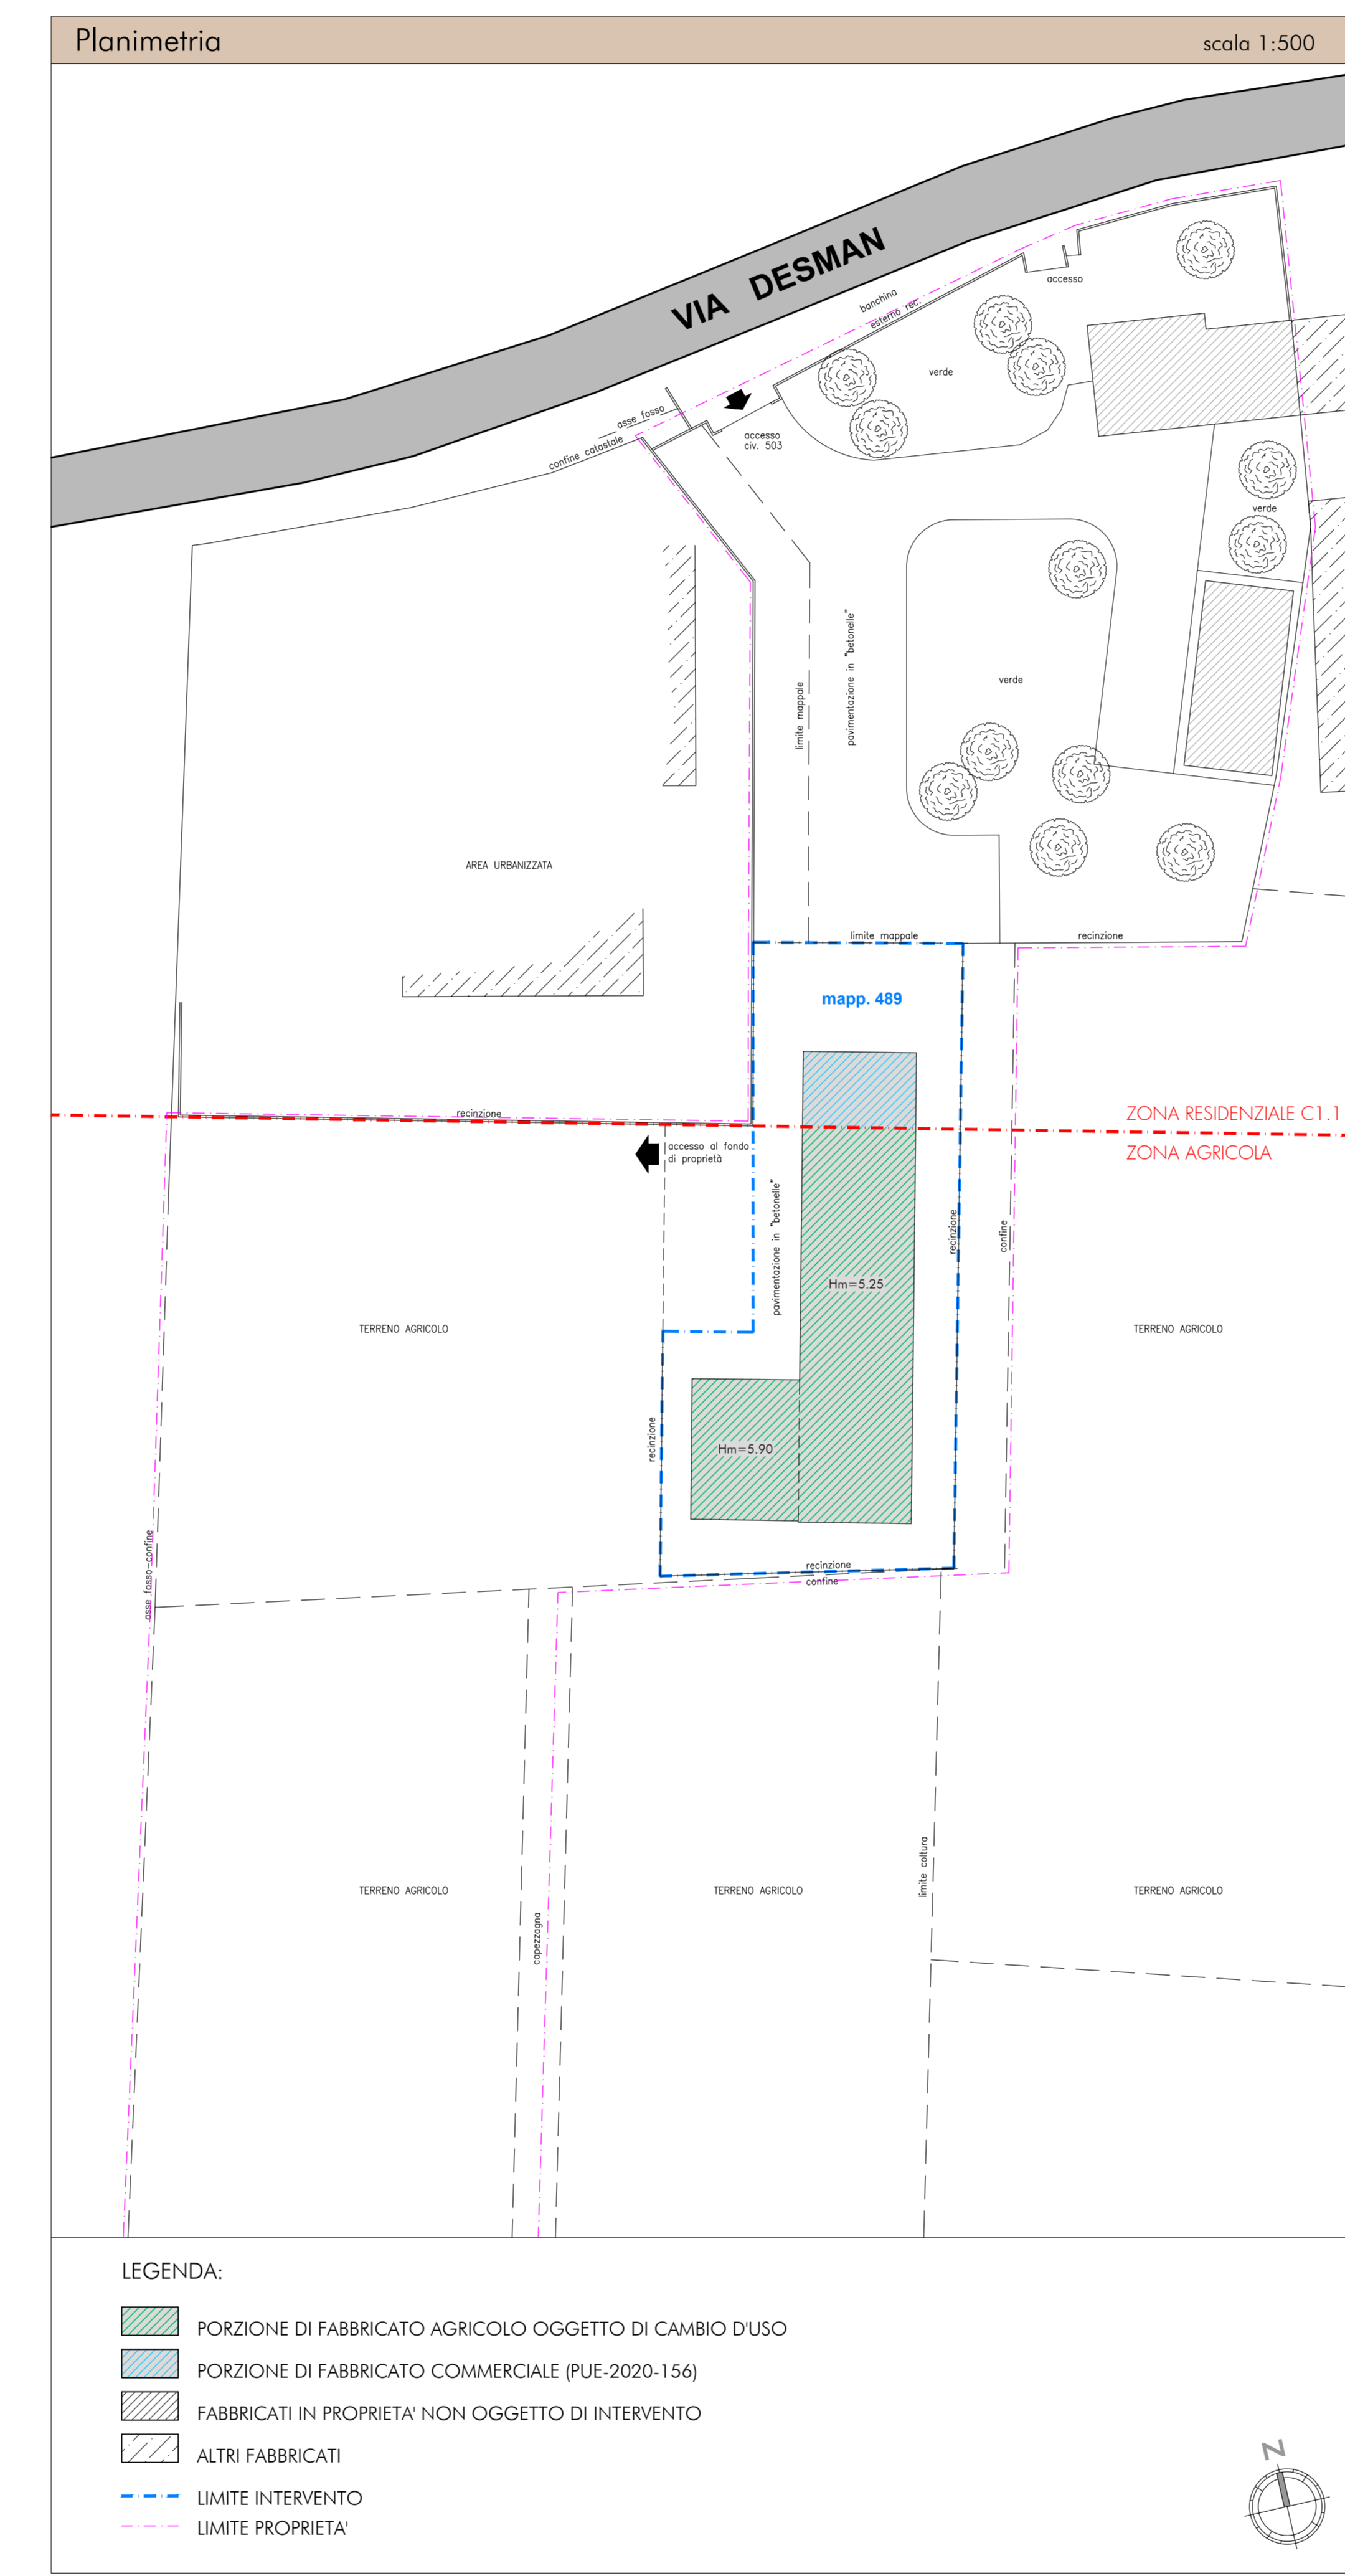 Planimetria
scala 1:500
VIA DESMAN
banchina
esterno rec.
accesso
verde
asse fosso
confine catastale
accesso
civ. 503
verde
limite mappale
pavimentazione in "betonelle"
verde
AREA URBANIZZATA
limite mappale
recinzione
mapp. 489
recinzione
ZONA RESIDENZIALE C1.1
ZONA AGRICOLA
accesso al fondo
di proprietà
pavimentazione in "betonelle"
recinzione
confine
Hm=5.25
TERRENO AGRICOLO
TERRENO AGRICOLO
recinzione
Hm=5.90
asse fosso-confine
recinzione
confine
limite coltura
TERRENO AGRICOLO
TERRENO AGRICOLO
TERRENO AGRICOLO
capezzagna
LEGENDA:
PORZIONE DI FABBRICATO AGRICOLO OGGETTO DI CAMBIO D'USO
PORZIONE DI FABBRICATO COMMERCIALE (PUE-2020-156)
FABBRICATI IN PROPRIETA' NON OGGETTO DI INTERVENTO
ALTRI FABBRICATI
LIMITE INTERVENTO
LIMITE PROPRIETA'
N